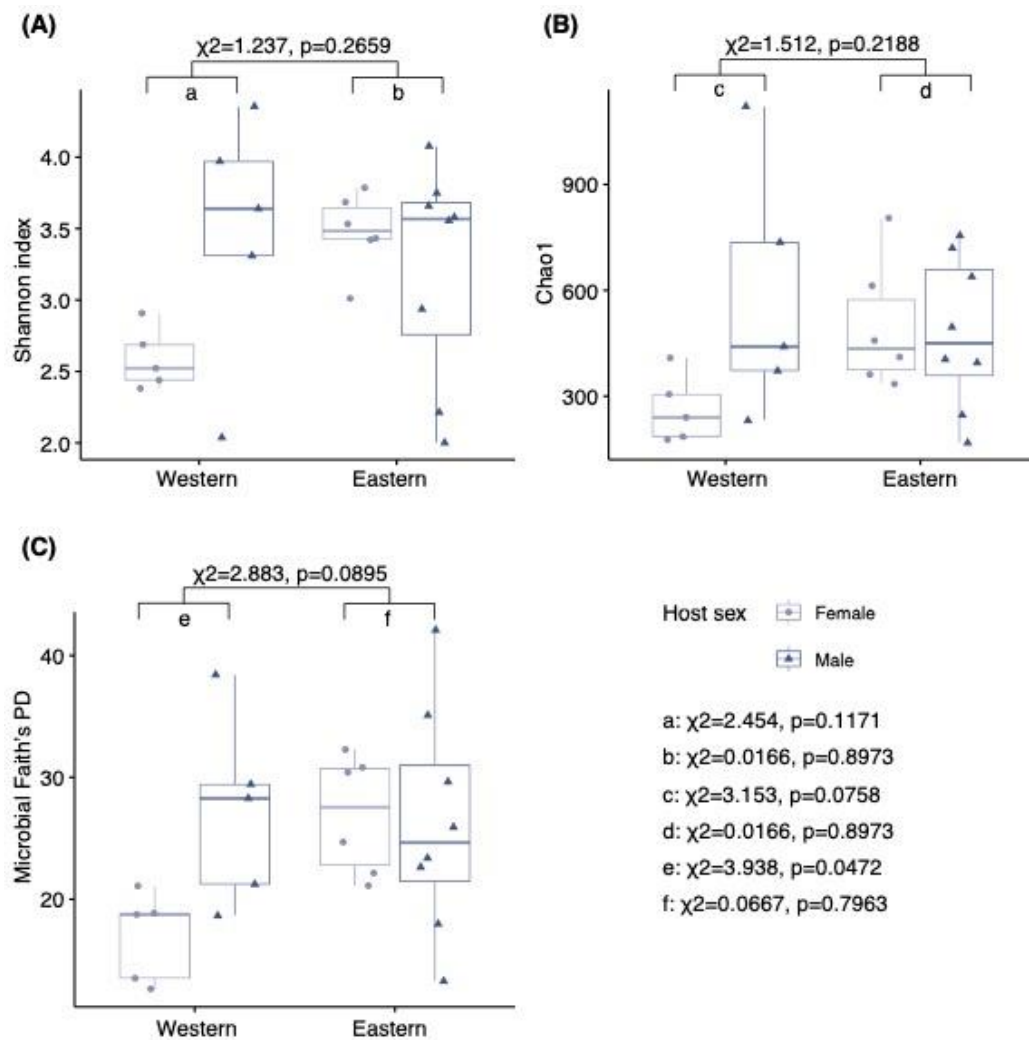 (A)
χ2=1.237, p=0.2659
a
b
4.0
3.5
3.0
2.5
2.0
Shannon index
Western
Eastern
(B)
χ2=1.512, p=0.2188
c
d
900
600
300
Chao1
Western
Eastern
(C)
χ2=2.883, p=0.0895
e
f
40
30
20
Microbial Faith's PD
Western
Eastern
Host sex
Female
Male
a: χ2=2.454, p=0.1171
b: χ2=0.0166, p=0.8973
c: χ2=3.153, p=0.0758
d: χ2=0.0166, p=0.8973
e: χ2=3.938, p=0.0472
f: χ2=0.0667, p=0.7963